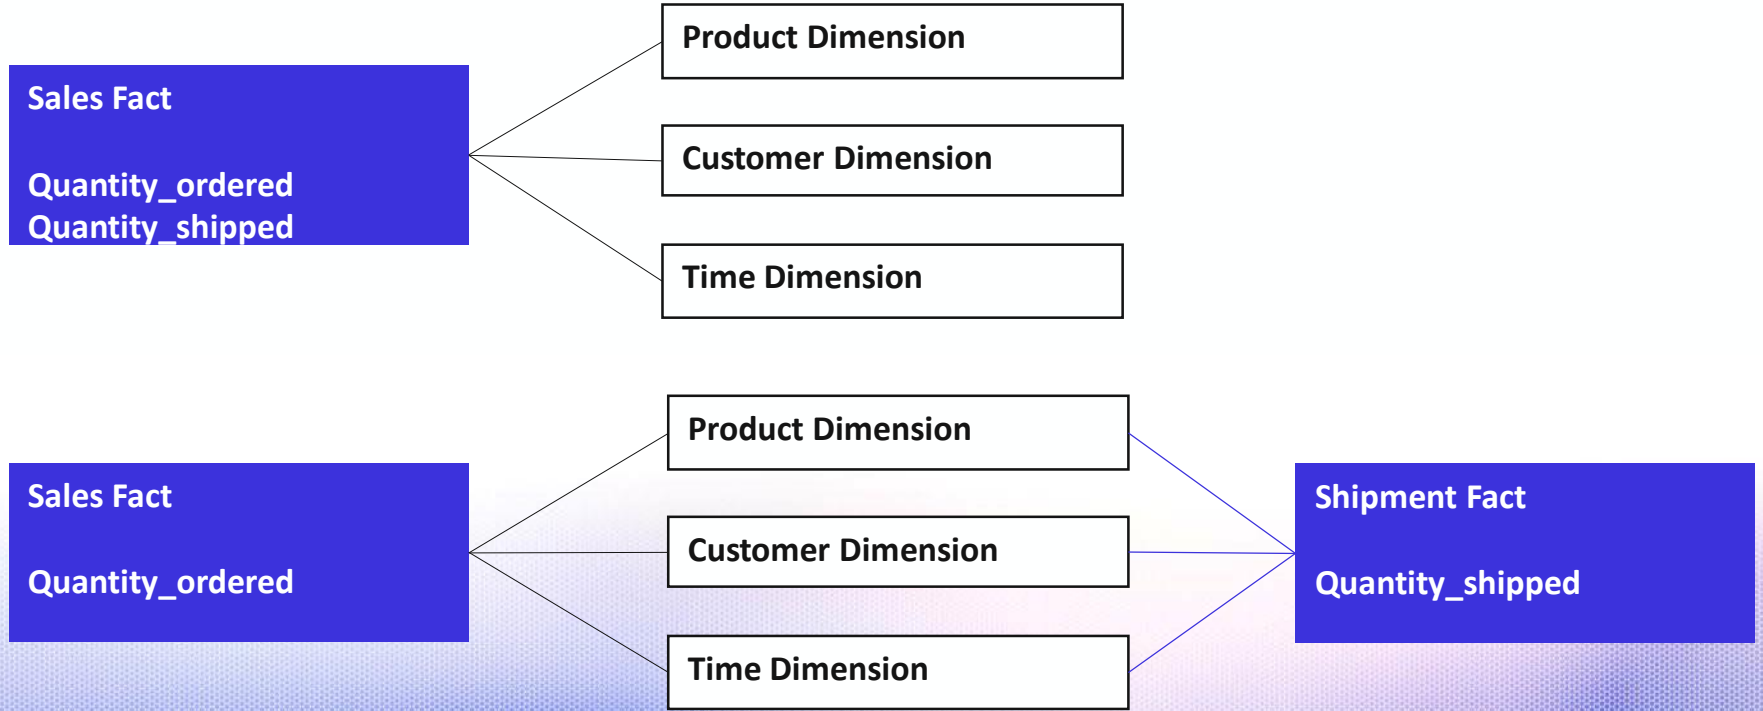 Product Dimension
Sales Fact
Customer Dimension
Quantity_ordered
Quantity_shipped
Time Dimension
Product Dimension
Sales Fact
Shipment Fact
Customer Dimension
Quantity_ordered
Quantity_shipped
Time Dimension